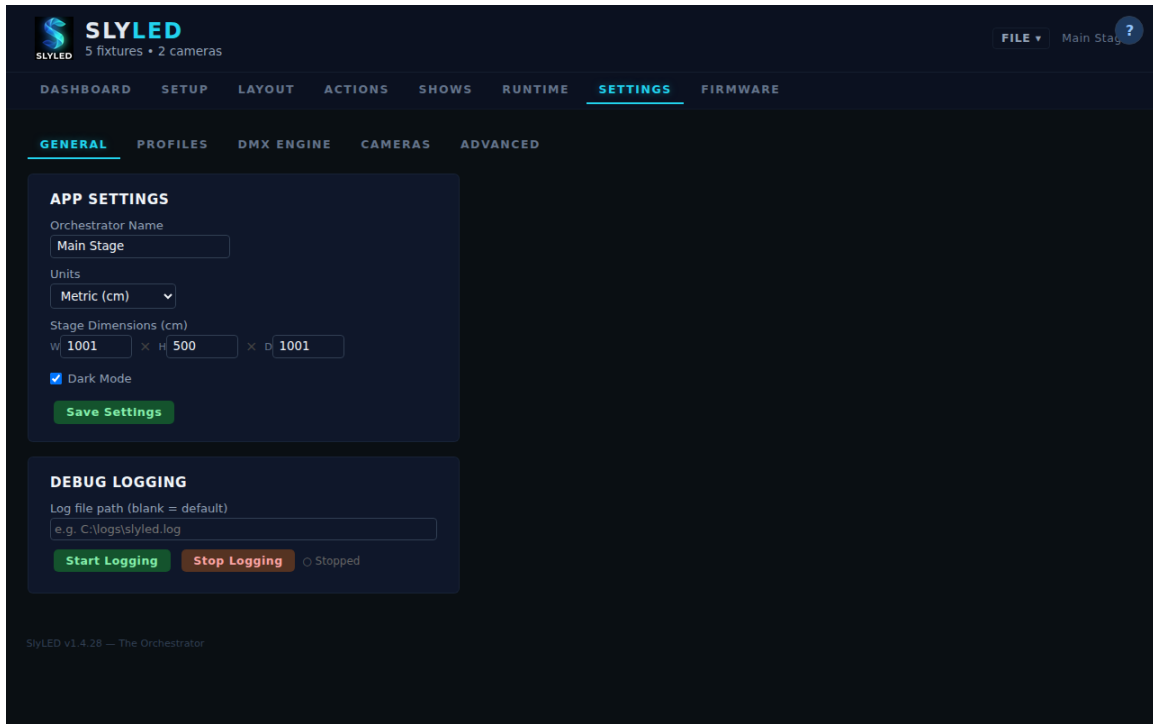 SLYLED
SLYLED
5 fixtures • 2 cameras
FILE ▾
Main Stag
?
DASHBOARD SETUP LAYOUT ACTIONS SHOWS RUNTIME SETTINGS FIRMWARE
GENERAL PROFILES DMX ENGINE CAMERAS ADVANCED
APP SETTINGS
Orchestrator Name
Main Stage
Units
Metric (cm)
Stage Dimensions (cm)
W 1001 × H 500 × D 1001
Dark Mode
Save Settings
DEBUG LOGGING
Log file path (blank = default)
e.g. C:\logs\slyled.log
Start Logging Stop Logging ○ Stopped
SlyLED v1.4.28 — The Orchestrator